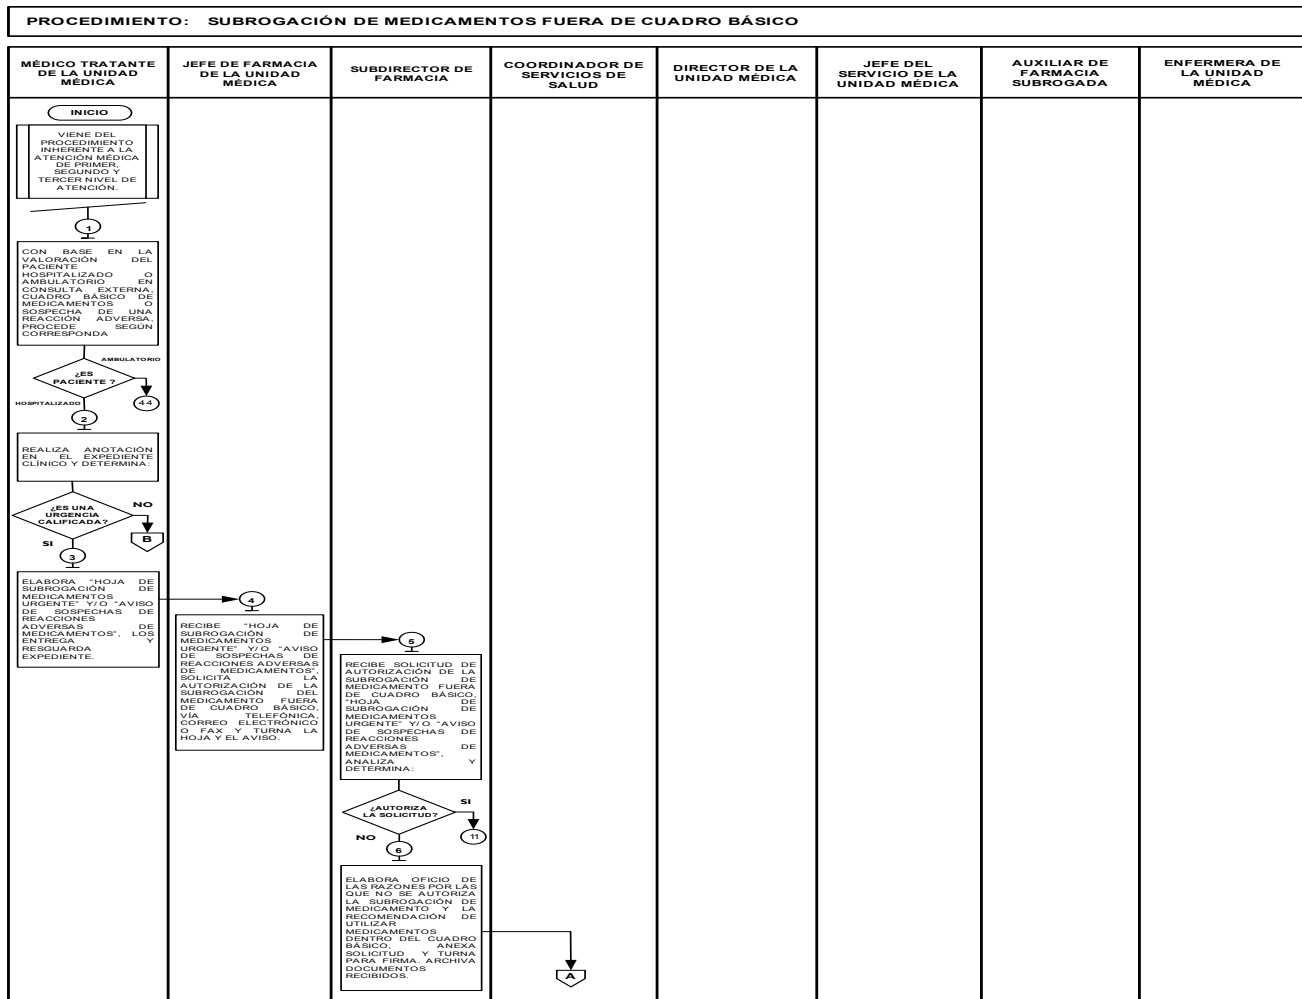 PROCEDIMIENTO: SUBROGACIÓN DE MEDICAMENTOS FUERA DE CUADRO BÁSICO
MÉDICO TRATANTE
DE LA UNIDAD
MÉDICA
JEFE DE FARMACIA
DE LA UNIDAD
MÉDICA
SUBDIRECTOR DE
FARMACIA
COORDINADOR DE
SERVICIOS DE
SALUD
DIRECTOR DE LA
UNIDAD MÉDICA
JEFE DEL
SERVICIO DE LA
UNIDAD MÉDICA
AUXILIAR DE
FARMACIA
SUBROGADA
ENFERMERA DE
LA UNIDAD
MÉDICA
INICIO
VIENE DEL
PROCEDIMIENTO
INHERENTE A LA
ATENCIÓN MÉDICA
DE PRIMER,
SEGUNDO Y
TERCER NIVEL DE
ATENCIÓN.
1
CON BASE EN LA
VALORACIÓN DEL
PACIENTE
HOSPITALIZADO O
AMBULATORIO EN
CONSULTA EXTERNA,
CUADRO BÁSICO DE
MEDICAMENTOS O
SOSPECHA DE UNA
REACCIÓN ADVERSA,
PROCEDE SEGÚN
CORRESPONDA
AMBULATORIO
¿ES
PACIENTE ?
HOSPITALIZADO
44
2
REALIZA ANOTACIÓN
EN EL EXPEDIENTE
CLÍNICO Y DETERMINA:
¿ES UNA
URGENCIA
CALIFICADA?
NO
B
SI
3
ELABORA "HOJA DE
SUBROGACIÓN DE
MEDICAMENTOS
URGENTE" Y/O "AVISO
DE SOSPECHAS DE
REACCIONES
ADVERSAS DE
MEDICAMENTOS", LOS
ENTREGA Y
RESGUARDA
EXPEDIENTE.
4
RECIBE "HOJA DE
SUBROGACIÓN DE
MEDICAMENTOS
URGENTE" Y/O "AVISO
DE SOSPECHAS DE
REACCIONES ADVERSAS
DE MEDICAMENTOS",
SOLICITA LA
AUTORIZACIÓN DE LA
SUBROGACIÓN DEL
MEDICAMENTO FUERA
DE CUADRO BÁSICO,
VÍA TELEFÓNICA,
CORREO ELECTRÓNICO
O FAX Y TURNA LA
HOJA Y EL AVISO.
5
RECIBE SOLICITUD DE
AUTORIZACIÓN DE LA
SUBROGACIÓN DE
MEDICAMENTO FUERA
DE CUADRO BÁSICO,
"HOJA DE
SUBROGACIÓN DE
MEDICAMENTOS
URGENTE" Y/O "AVISO
DE SOSPECHAS DE
REACCIONES
ADVERSAS DE
MEDICAMENTOS",
ANALIZA Y
DETERMINA:
¿AUTORIZA
LA SOLICITUD?
SI
11
NO
6
ELABORA OFICIO DE
LAS RAZONES POR LAS
QUE NO SE AUTORIZA
LA SUBROGACIÓN DE
MEDICAMENTO Y LA
RECOMENDACIÓN DE
UTILIZAR
MEDICAMENTOS
DENTRO DEL CUADRO
BÁSICO, ANEXA
SOLICITUD Y TURNA
PARA FIRMA. ARCHIVA
DOCUMENTOS
RECIBIDOS.
A